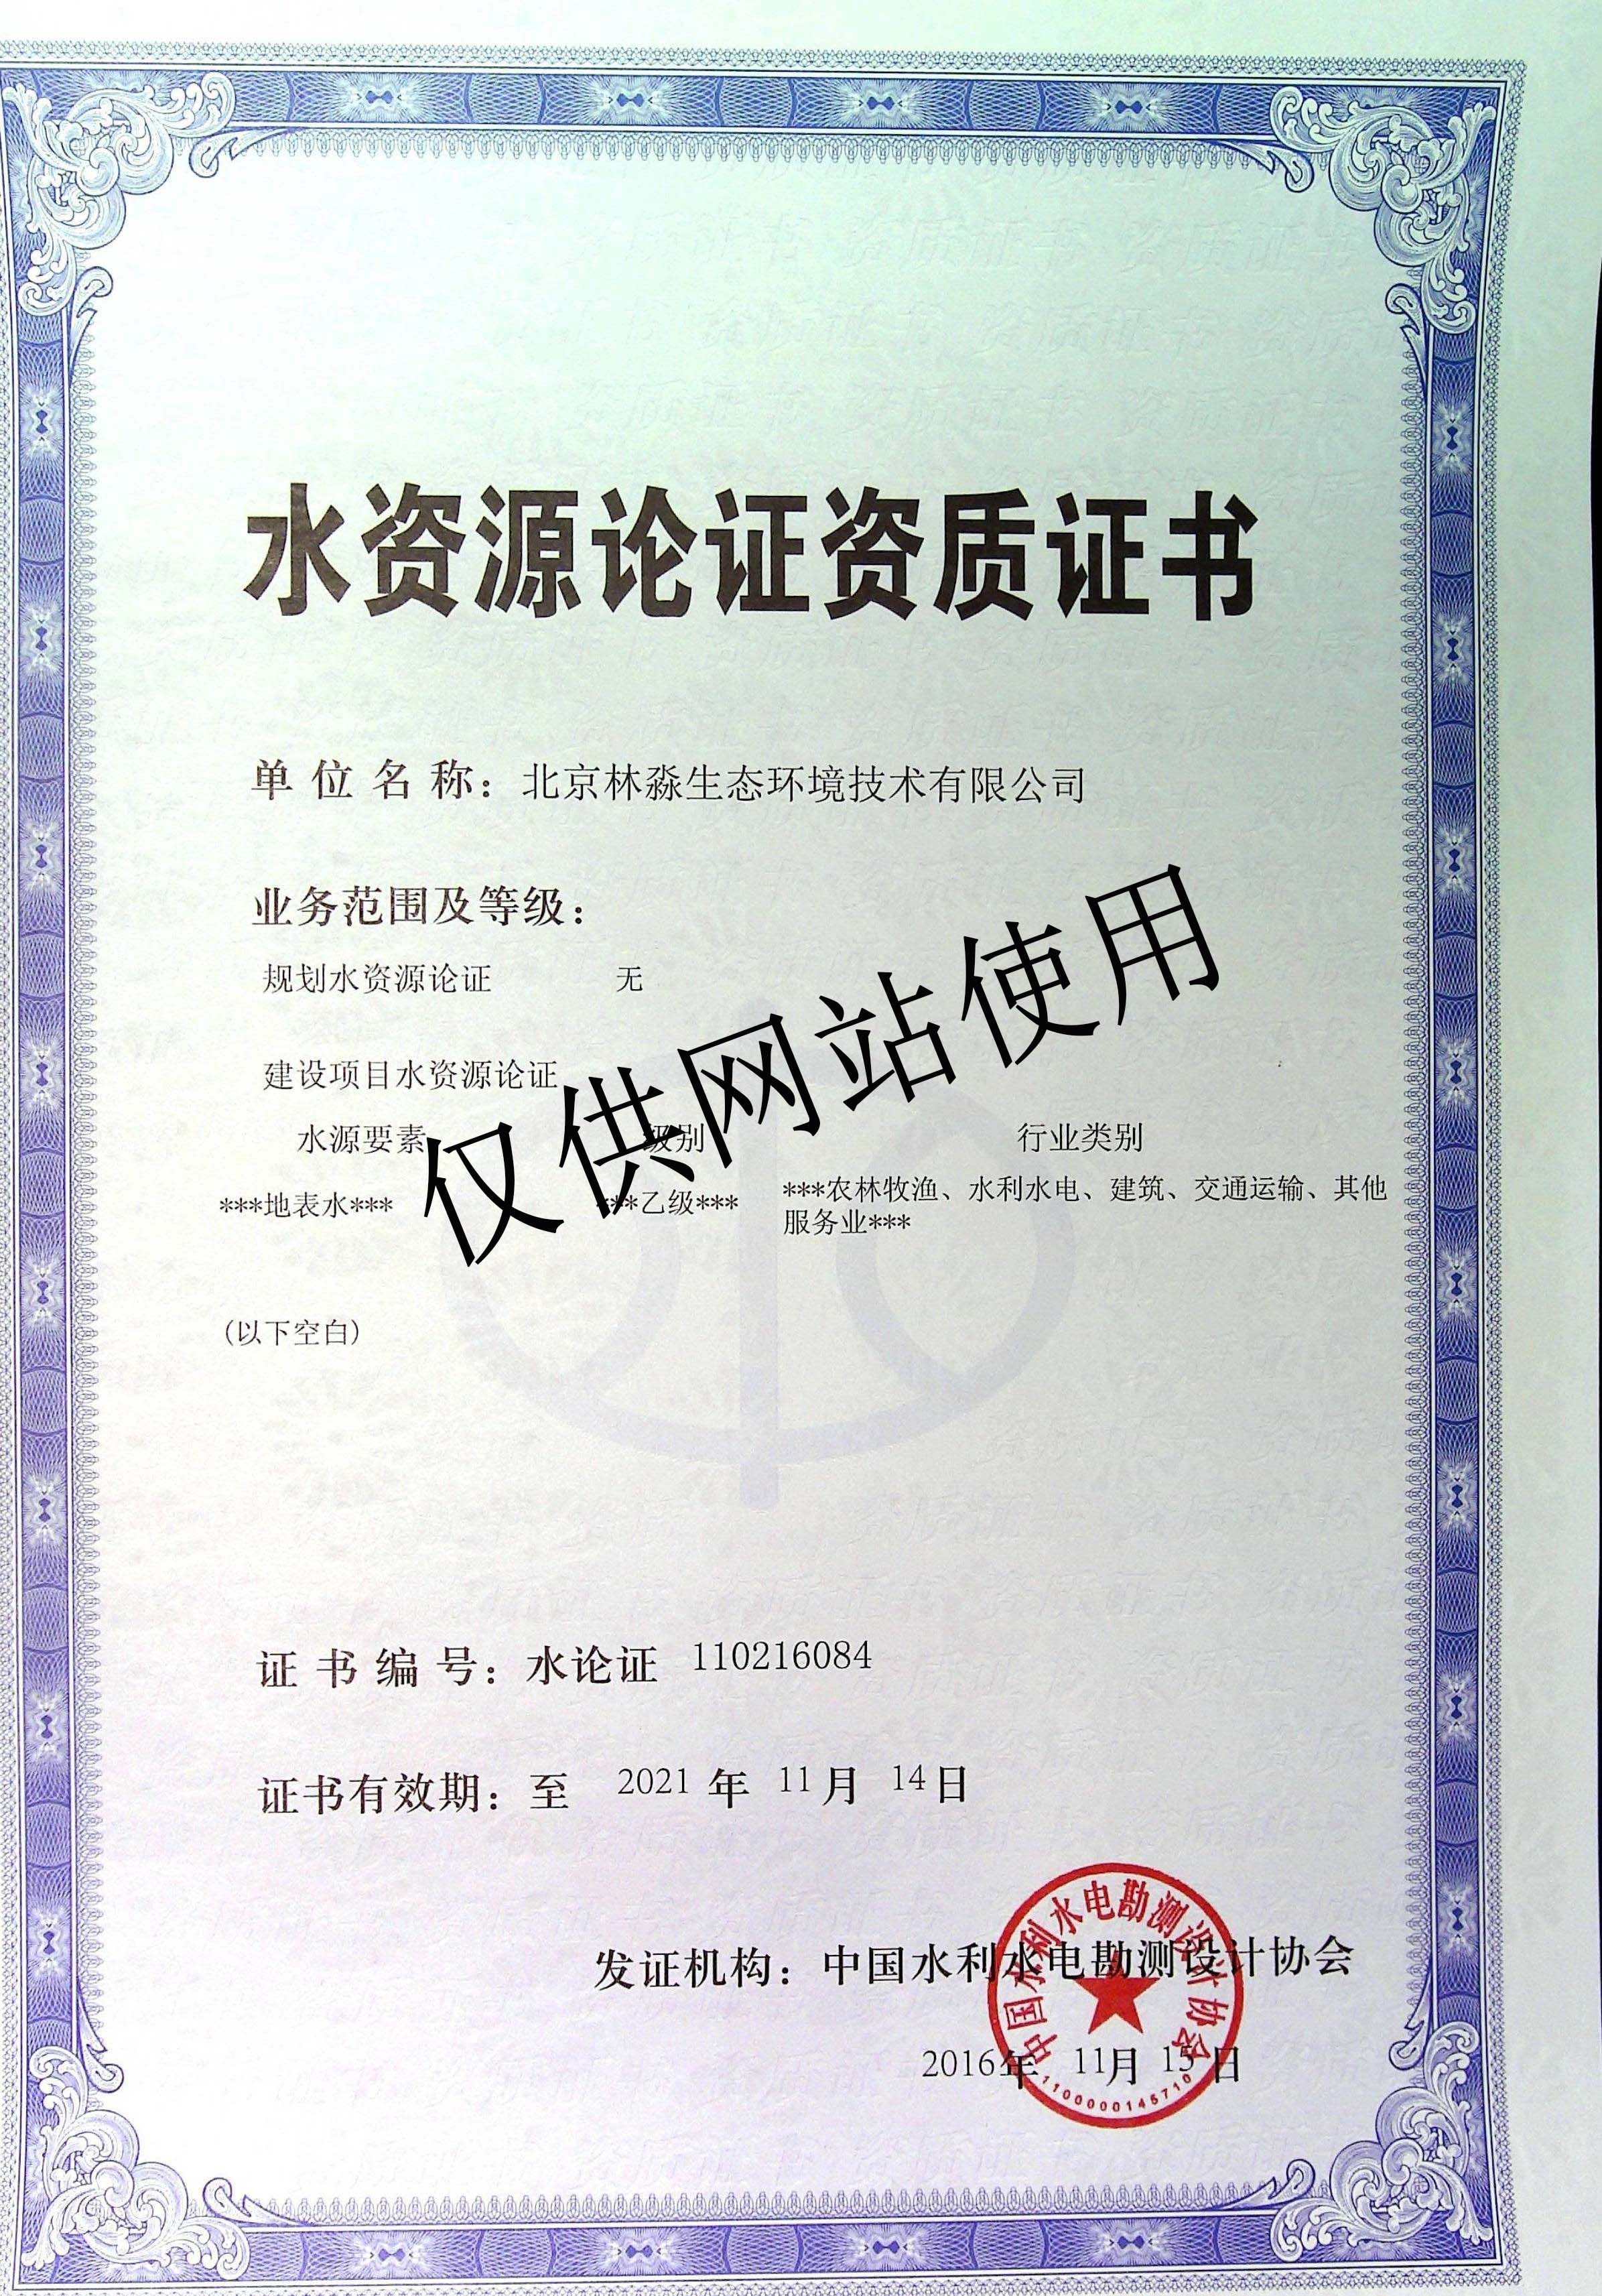 水资源论证资质证书
单位名称：北京林淼生态环境技术有限公司
业务范围及等级：
规划水资源论证 无
建设项目水资源论证
水源要素 级别 行业类别
***地表水*** ***乙级*** ***农林牧渔、水利水电、建筑、交通运输、其他
服务业***
仅供网站使用
(以下空白)
证书编号：水论证 110216084
证书有效期：至 2021 年 11 月 14 日
发证机构：中国水利水电勘测设计协会
2016年 11月 15日
中国水利水电勘测设计协会
1100000145710